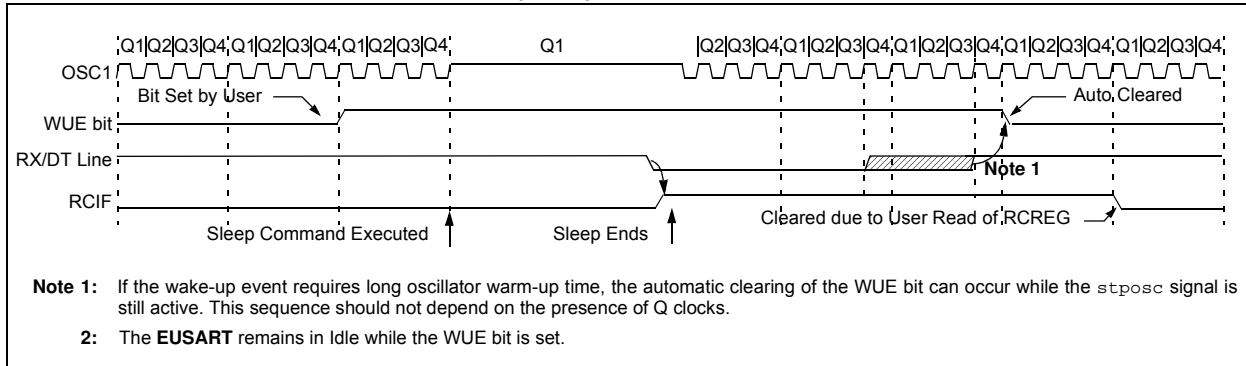 Q1|Q2|Q3|Q4|Q1|Q2|Q3|Q4|Q1|Q2|Q3|Q4 Q1 |Q2|Q3|Q4|Q1|Q2|Q3|Q4|Q1|Q2|Q3|Q4|Q1|Q2|Q3|Q4|Q1|Q2|Q3|Q4
OSC1
Bit Set by User Auto Cleared
WUE bit
RX/DT Line
Note 1
RCIF
Cleared due to User Read of RCREG
Sleep Command Executed Sleep Ends
Note 1: If the wake-up event requires long oscillator warm-up time, the automatic clearing of the WUE bit can occur while the stposc signal is
still active. This sequence should not depend on the presence of Q clocks.
2: The EUSART remains in Idle while the WUE bit is set.